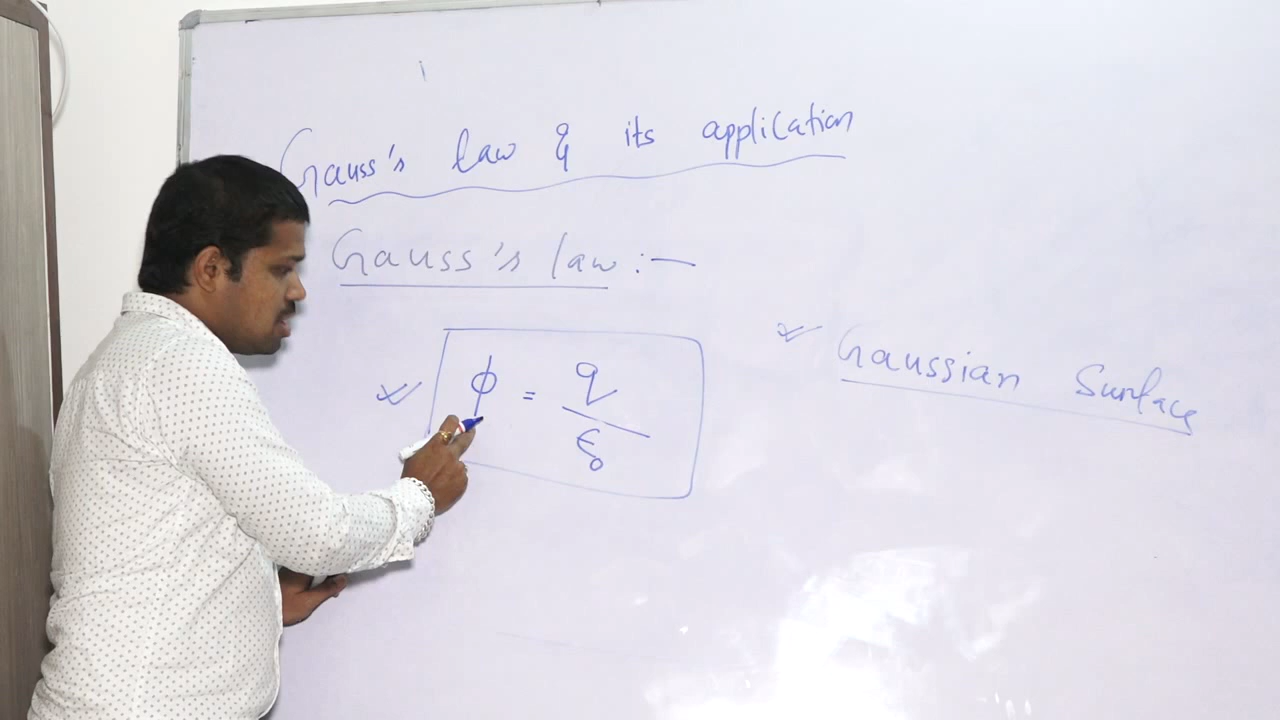 Gauss's law & its application
Gauss's law :-
ϕ = q/ε₀
Gaussian Surface